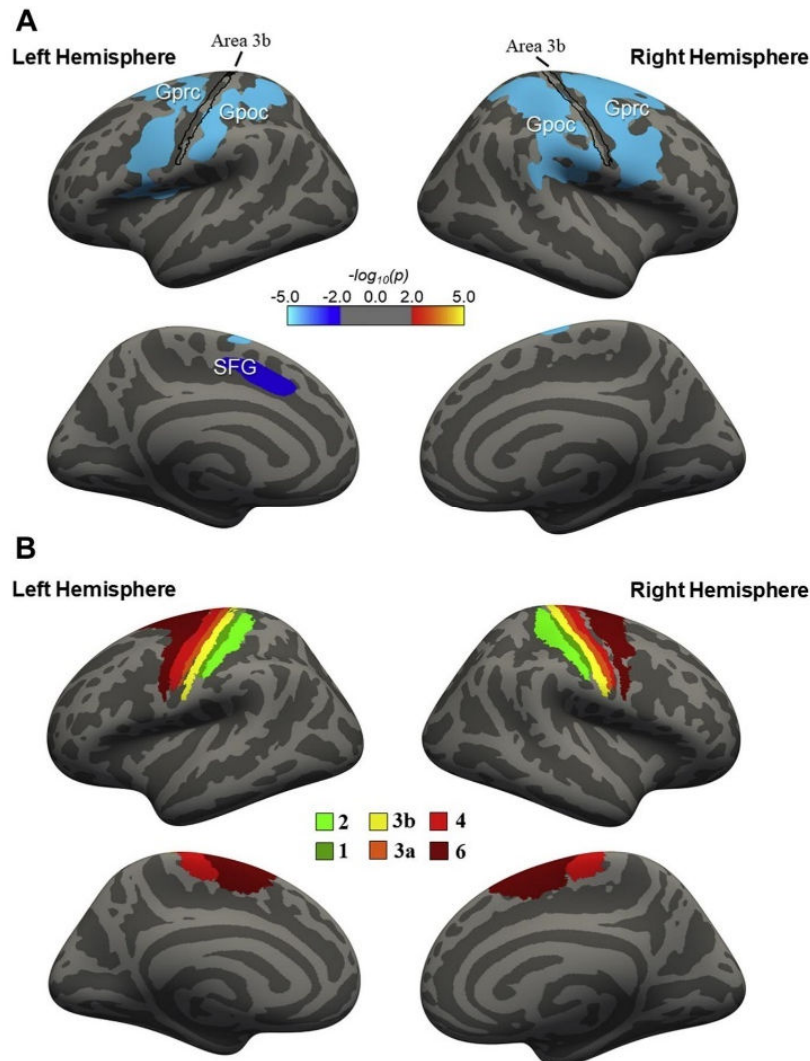 A
Area 3b
Area 3b
Left Hemisphere
Right Hemisphere
Gprc
Gpoc
Gprc
Gpoc
-log10(p)
-5.0 -2.0 0.0 2.0 5.0
SFG
B
Left Hemisphere
Right Hemisphere
2 3b 4
1 3a 6